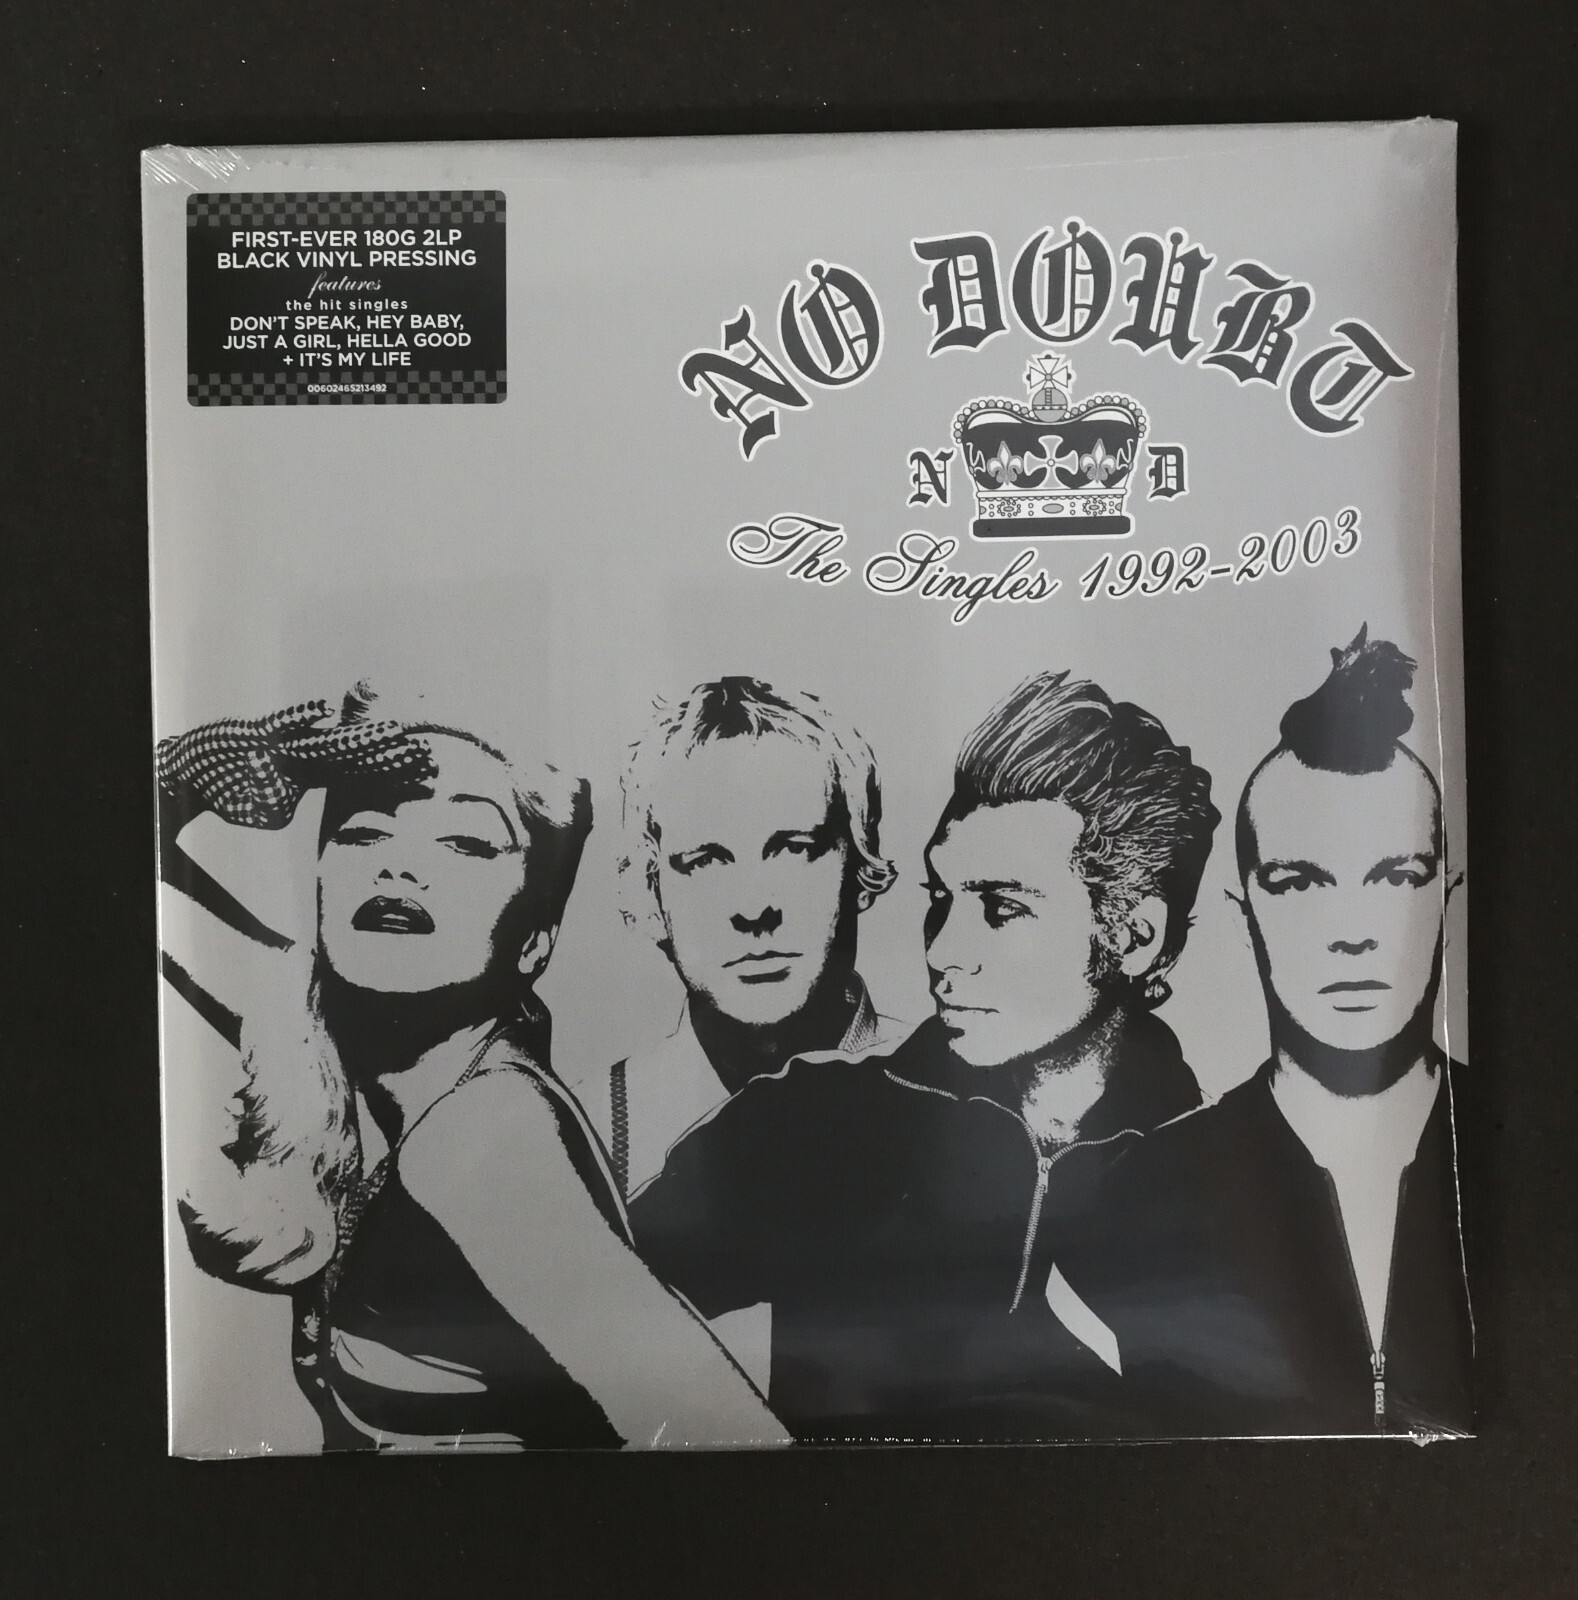 FIRST-EVER 180G 2LP
BLACK VINYL PRESSING
features
the hit singles
DON'T SPEAK, HEY BABY,
JUST A GIRL, HELLA GOOD
+ IT'S MY LIFE
00602465213492
NO DOUBT
N D
The Singles 1992-2003